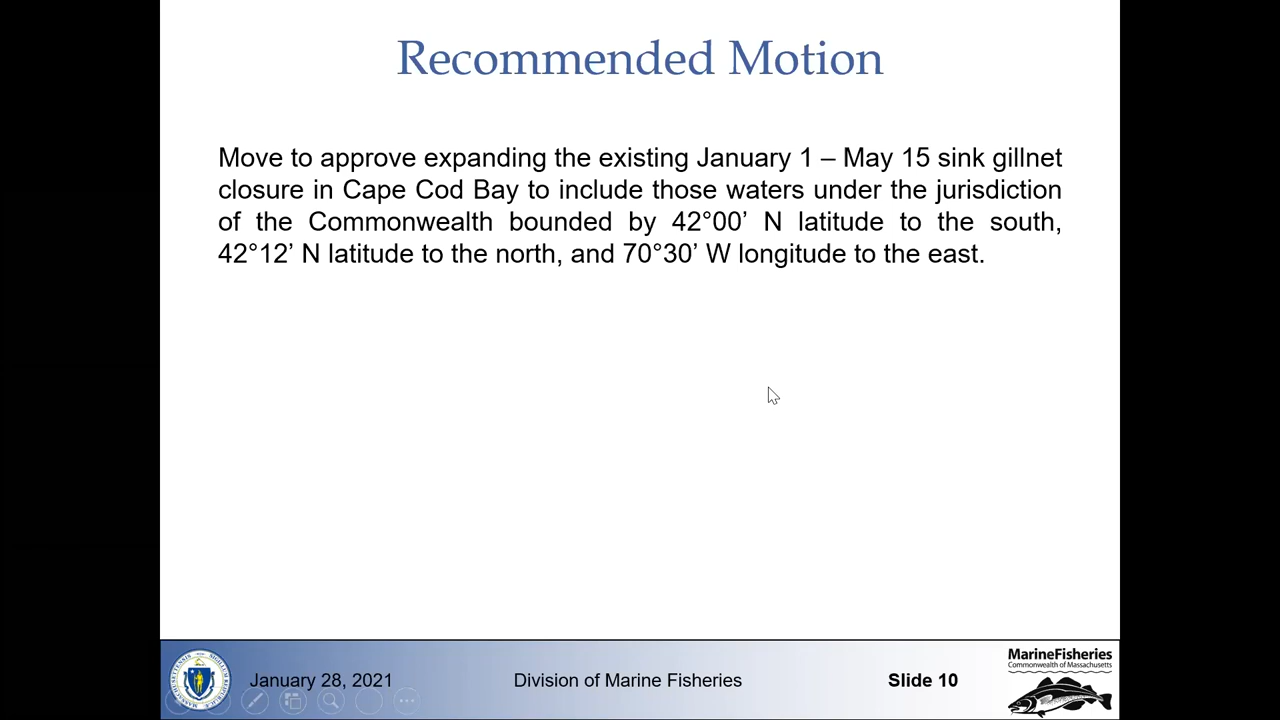 Recommended Motion
Move to approve expanding the existing January 1 – May 15 sink gillnet
closure in Cape Cod Bay to include those waters under the jurisdiction
of the Commonwealth bounded by 42°00’ N latitude to the south,
42°12’ N latitude to the north, and 70°30’ W longitude to the east.
January 28, 2021
Division of Marine Fisheries
Slide 10
MarineFisheries
Commonwealth of Massachusetts